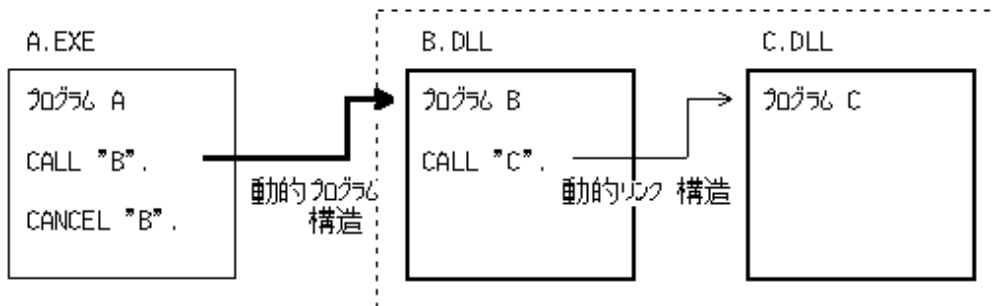 A.EXE
プログラム A
CALL "B".
CANCEL "B".
動的プログラム
構造
B.DLL
プログラム B
CALL "C".
動的リンク 構造
C.DLL
プログラム C